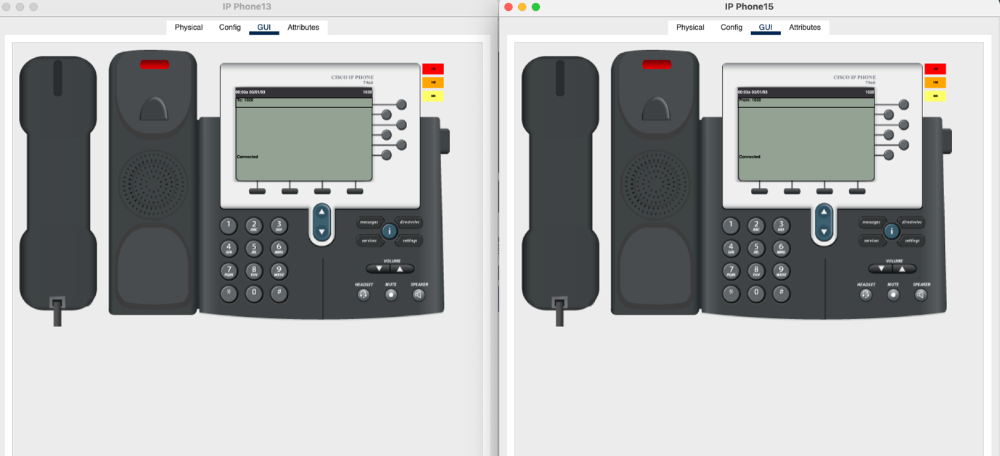 IP Phone13
Physical Config GUI Attributes
CISCO IP PHONE
7960
00:03a 03/01/93 1030
To: 1020
Connected
1
2 ABC
3 DEF
4 GHI
5 JKL
6 MNO
7 PQRS
8 TUV
9 WXYZ
*
0
#
messages
directories
i
services
settings
VOLUME
HEADSET MUTE SPEAKER
IP Phone15
Physical Config GUI Attributes
CISCO IP PHONE
7960
00:03a 03/01/93 1020
From: 1030
Connected
1
2 ABC
3 DEF
4 GHI
5 JKL
6 MNO
7 PQRS
8 TUV
9 WXYZ
*
0
#
messages
directories
i
services
settings
VOLUME
HEADSET MUTE SPEAKER